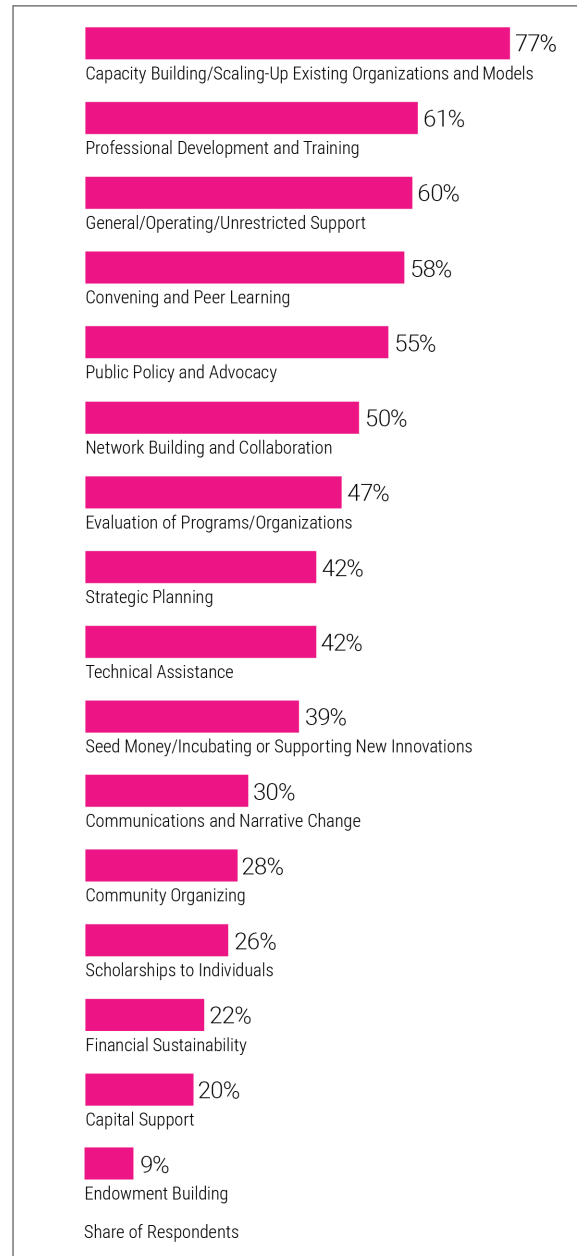 77%
Capacity Building/Scaling-Up Existing Organizations and Models
61%
Professional Development and Training
60%
General/Operating/Unrestricted Support
58%
Convening and Peer Learning
55%
Public Policy and Advocacy
50%
Network Building and Collaboration
47%
Evaluation of Programs/Organizations
42%
Strategic Planning
42%
Technical Assistance
39%
Seed Money/Incubating or Supporting New Innovations
30%
Communications and Narrative Change
28%
Community Organizing
26%
Scholarships to Individuals
22%
Financial Sustainability
20%
Capital Support
9%
Endowment Building
Share of Respondents